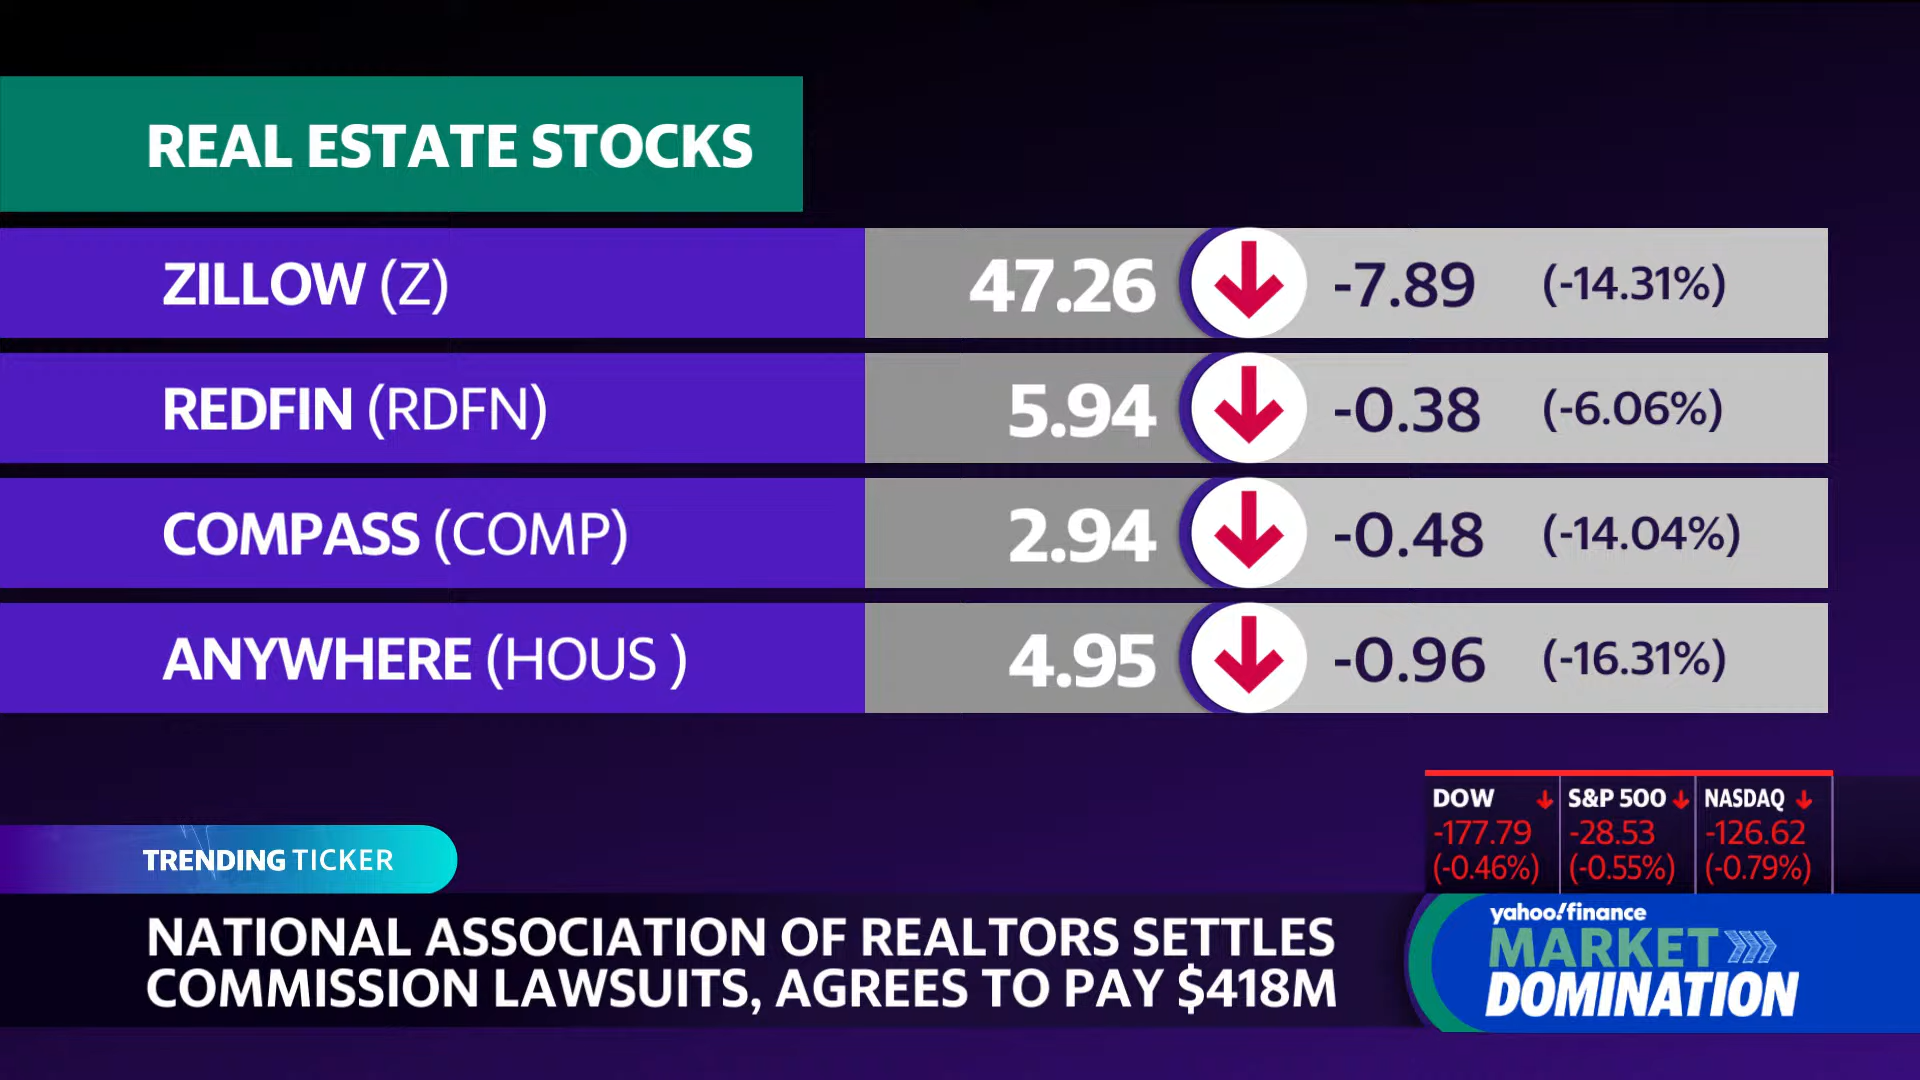 REAL ESTATE STOCKS
ZILLOW (Z) 47.26 -7.89 (-14.31%)
REDFIN (RDFN) 5.94 -0.38 (-6.06%)
COMPASS (COMP) 2.94 -0.48 (-14.04%)
ANYWHERE (HOUS ) 4.95 -0.96 (-16.31%)
DOW S&P 500 NASDAQ
-177.79 -28.53 -126.62
(-0.46%) (-0.55%) (-0.79%)
TRENDING TICKER
NATIONAL ASSOCIATION OF REALTORS SETTLES
COMMISSION LAWSUITS, AGREES TO PAY $418M
yahoo!finance
MARKET
DOMINATION